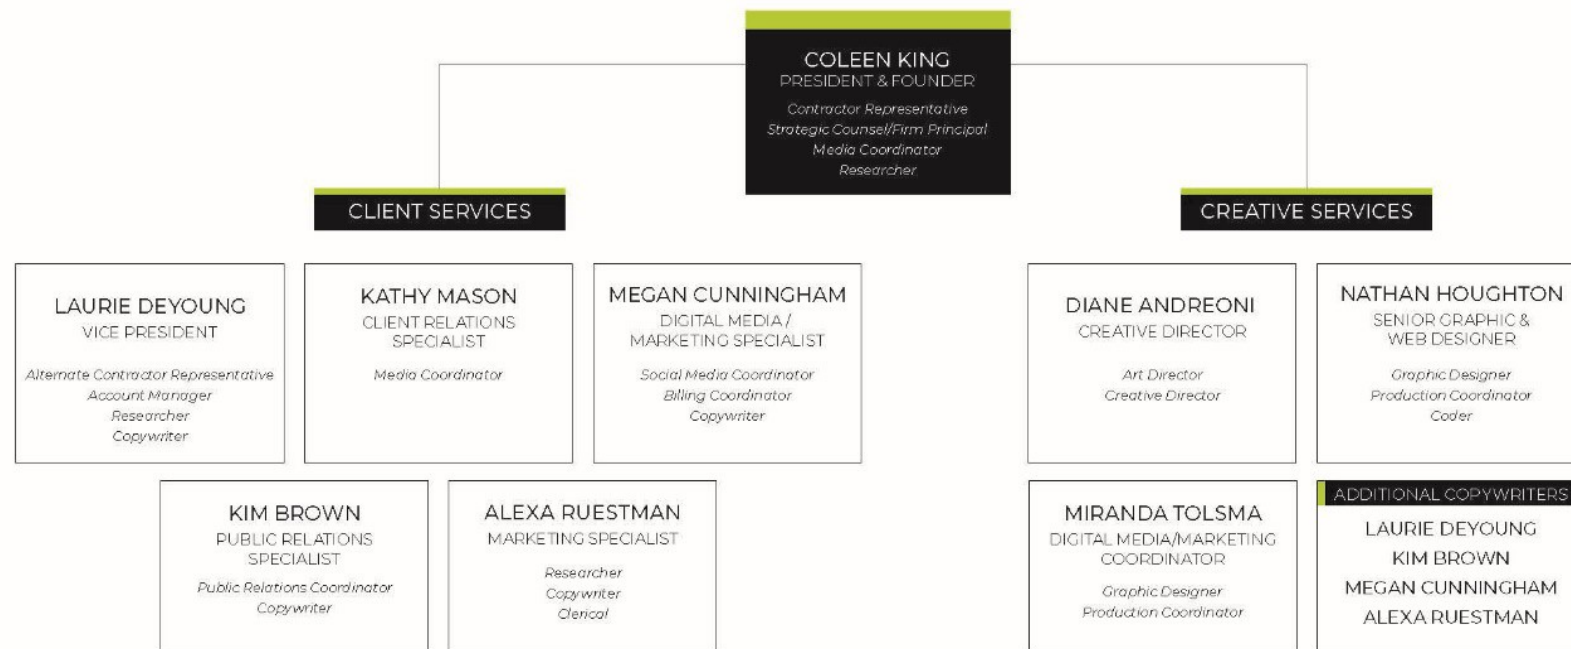 COLEEN KING
PRESIDENT & FOUNDER
Contractor Representative
Strategic Counsel/Firm Principal
Media Coordinator
Researcher
CLIENT SERVICES
LAURIE DEYOUNG
VICE PRESIDENT
Alternate Contractor Representative
Account Manager
Researcher
Copywriter
KATHY MASON
CLIENT RELATIONS
SPECIALIST
Media Coordinator
MEGAN CUNNINGHAM
DIGITAL MEDIA /
MARKETING SPECIALIST
Social Media Coordinator
Billing Coordinator
Copywriter
KIM BROWN
PUBLIC RELATIONS
SPECIALIST
Public Relations Coordinator
Copywriter
ALEXA RUESTMAN
MARKETING SPECIALIST
Researcher
Copywriter
Clerical
CREATIVE SERVICES
DIANE ANDREONI
CREATIVE DIRECTOR
Art Director
Creative Director
NATHAN HOUGHTON
SENIOR GRAPHIC &
WEB DESIGNER
Graphic Designer
Production Coordinator
Coder
MIRANDA TOLSMA
DIGITAL MEDIA/MARKETING
COORDINATOR
Graphic Designer
Production Coordinator
ADDITIONAL COPYWRITERS
LAURIE DEYOUNG
KIM BROWN
MEGAN CUNNINGHAM
ALEXA RUESTMAN